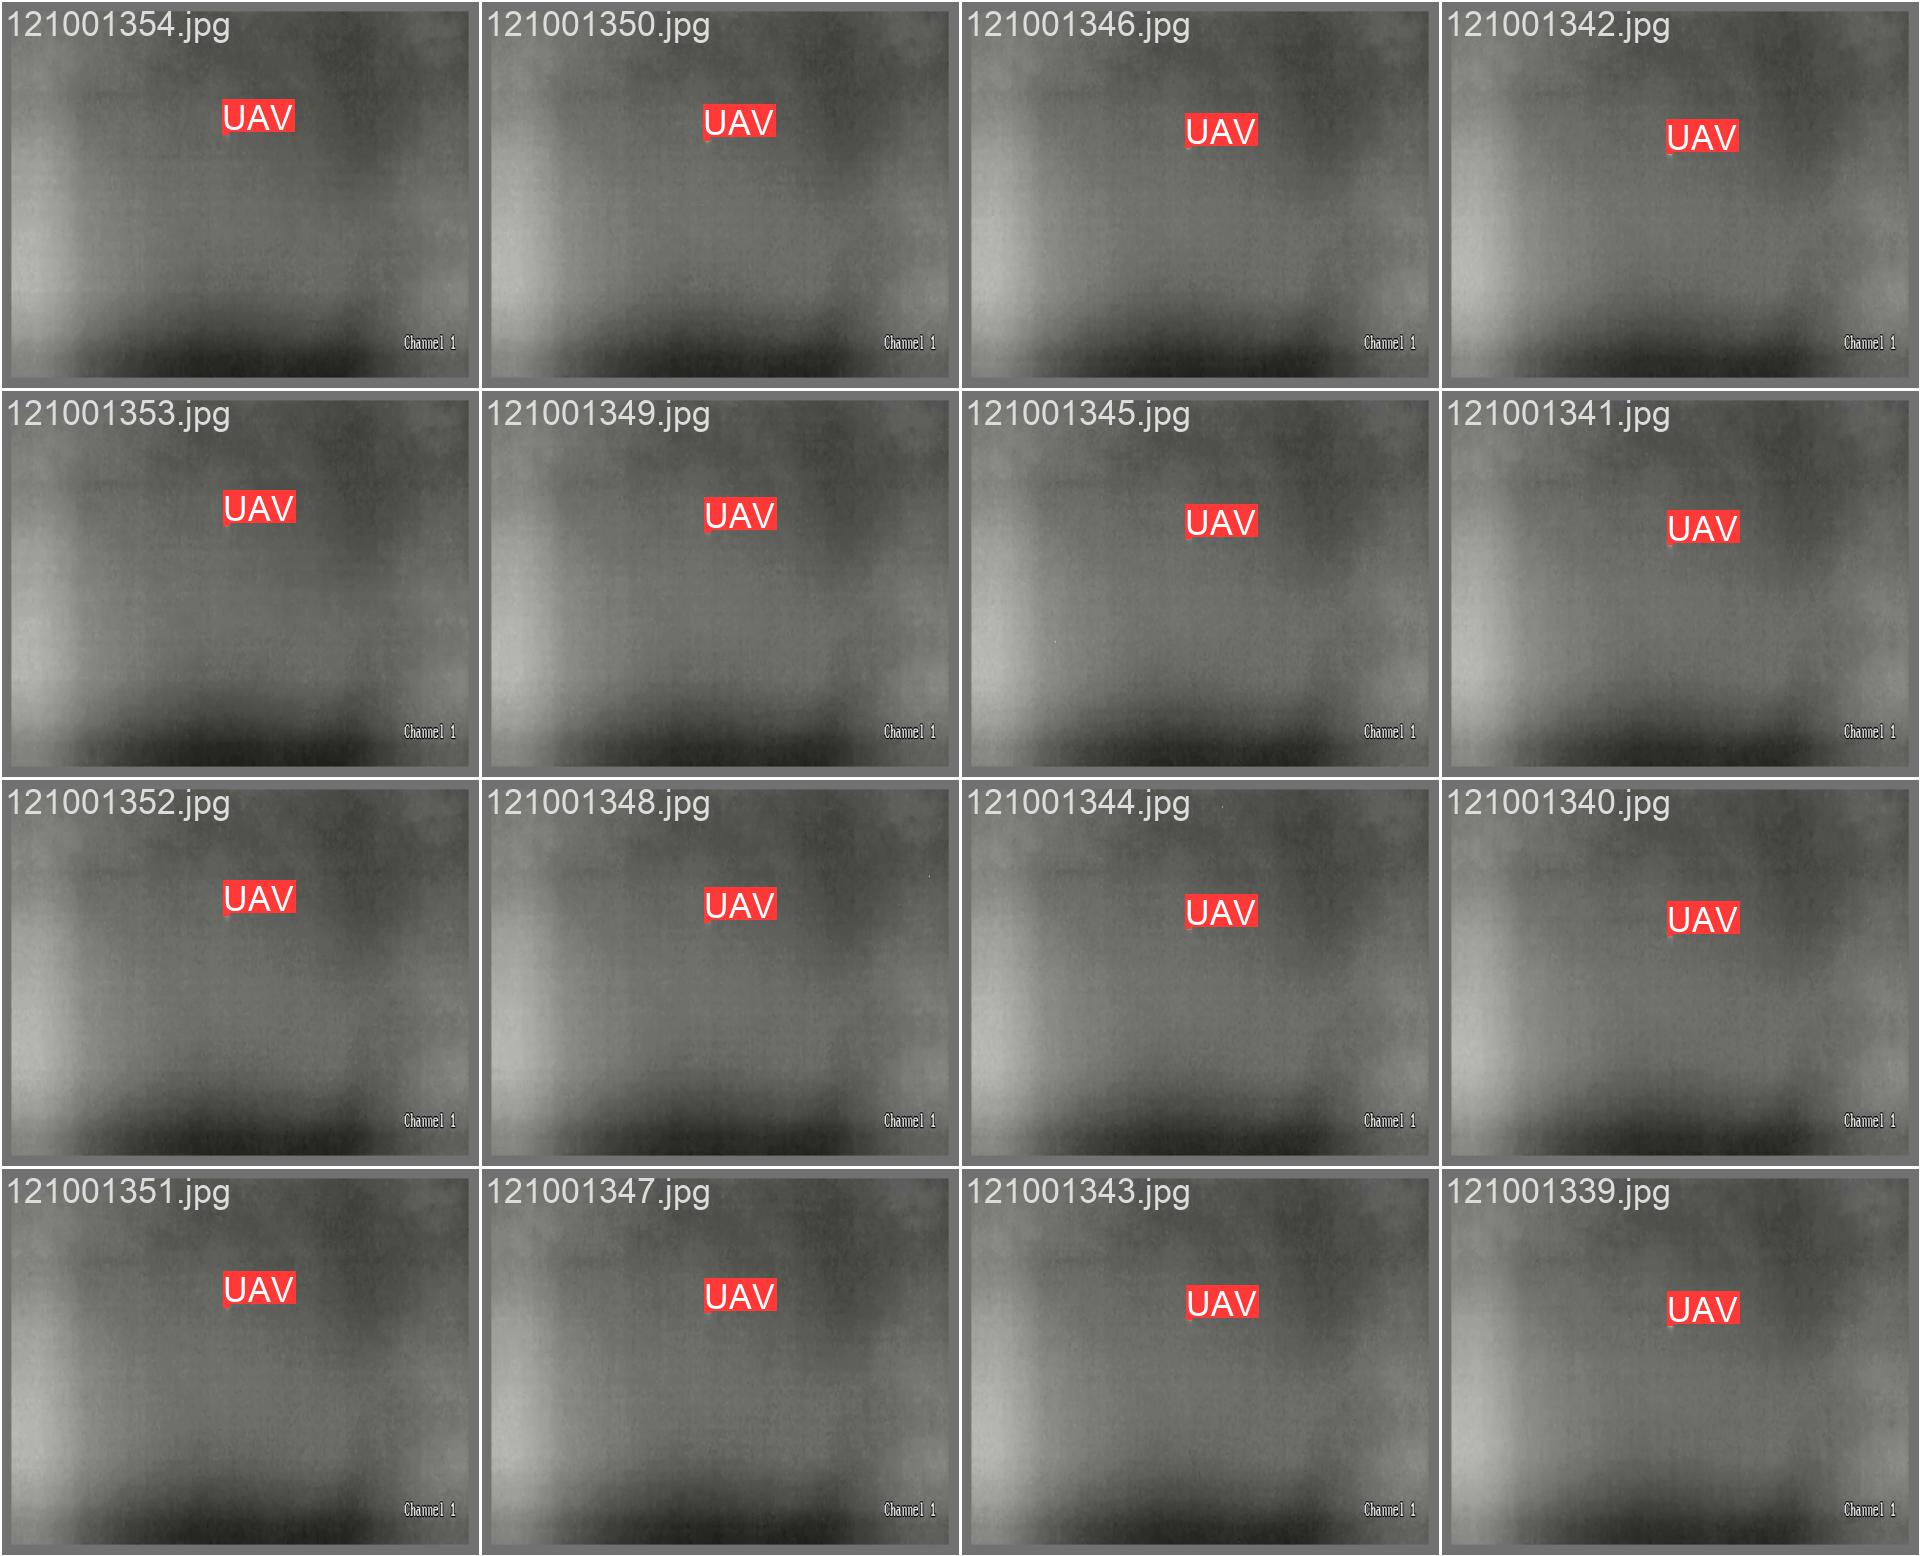 121001354.jpg
121001350.jpg
121001346.jpg
121001342.jpg
UAV
UAV
UAV
UAV
Channel 1
Channel 1
Channel 1
Channel 1
121001353.jpg
121001349.jpg
121001345.jpg
121001341.jpg
UAV
UAV
UAV
UAV
Channel 1
Channel 1
Channel 1
Channel 1
121001352.jpg
121001348.jpg
121001344.jpg
121001340.jpg
UAV
UAV
UAV
UAV
Channel 1
Channel 1
Channel 1
Channel 1
121001351.jpg
121001347.jpg
121001343.jpg
121001339.jpg
UAV
UAV
UAV
UAV
Channel 1
Channel 1
Channel 1
Channel 1